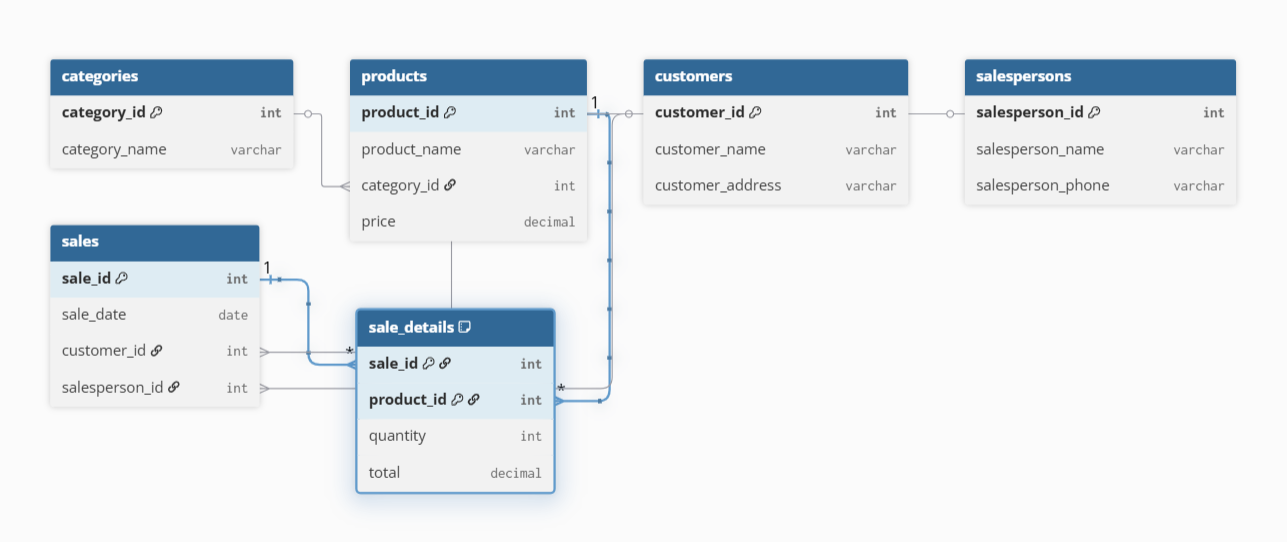 categories
category_id int
category_name varchar
products
product_id int
product_name varchar
category_id int
price decimal
1
customers
customer_id int
customer_name varchar
customer_address varchar
salespersons
salesperson_id int
salesperson_name varchar
salesperson_phone varchar
sales
sale_id int
sale_date date
customer_id int
salesperson_id int
1
*
sale_details
sale_id int
product_id int
quantity int
total decimal
*